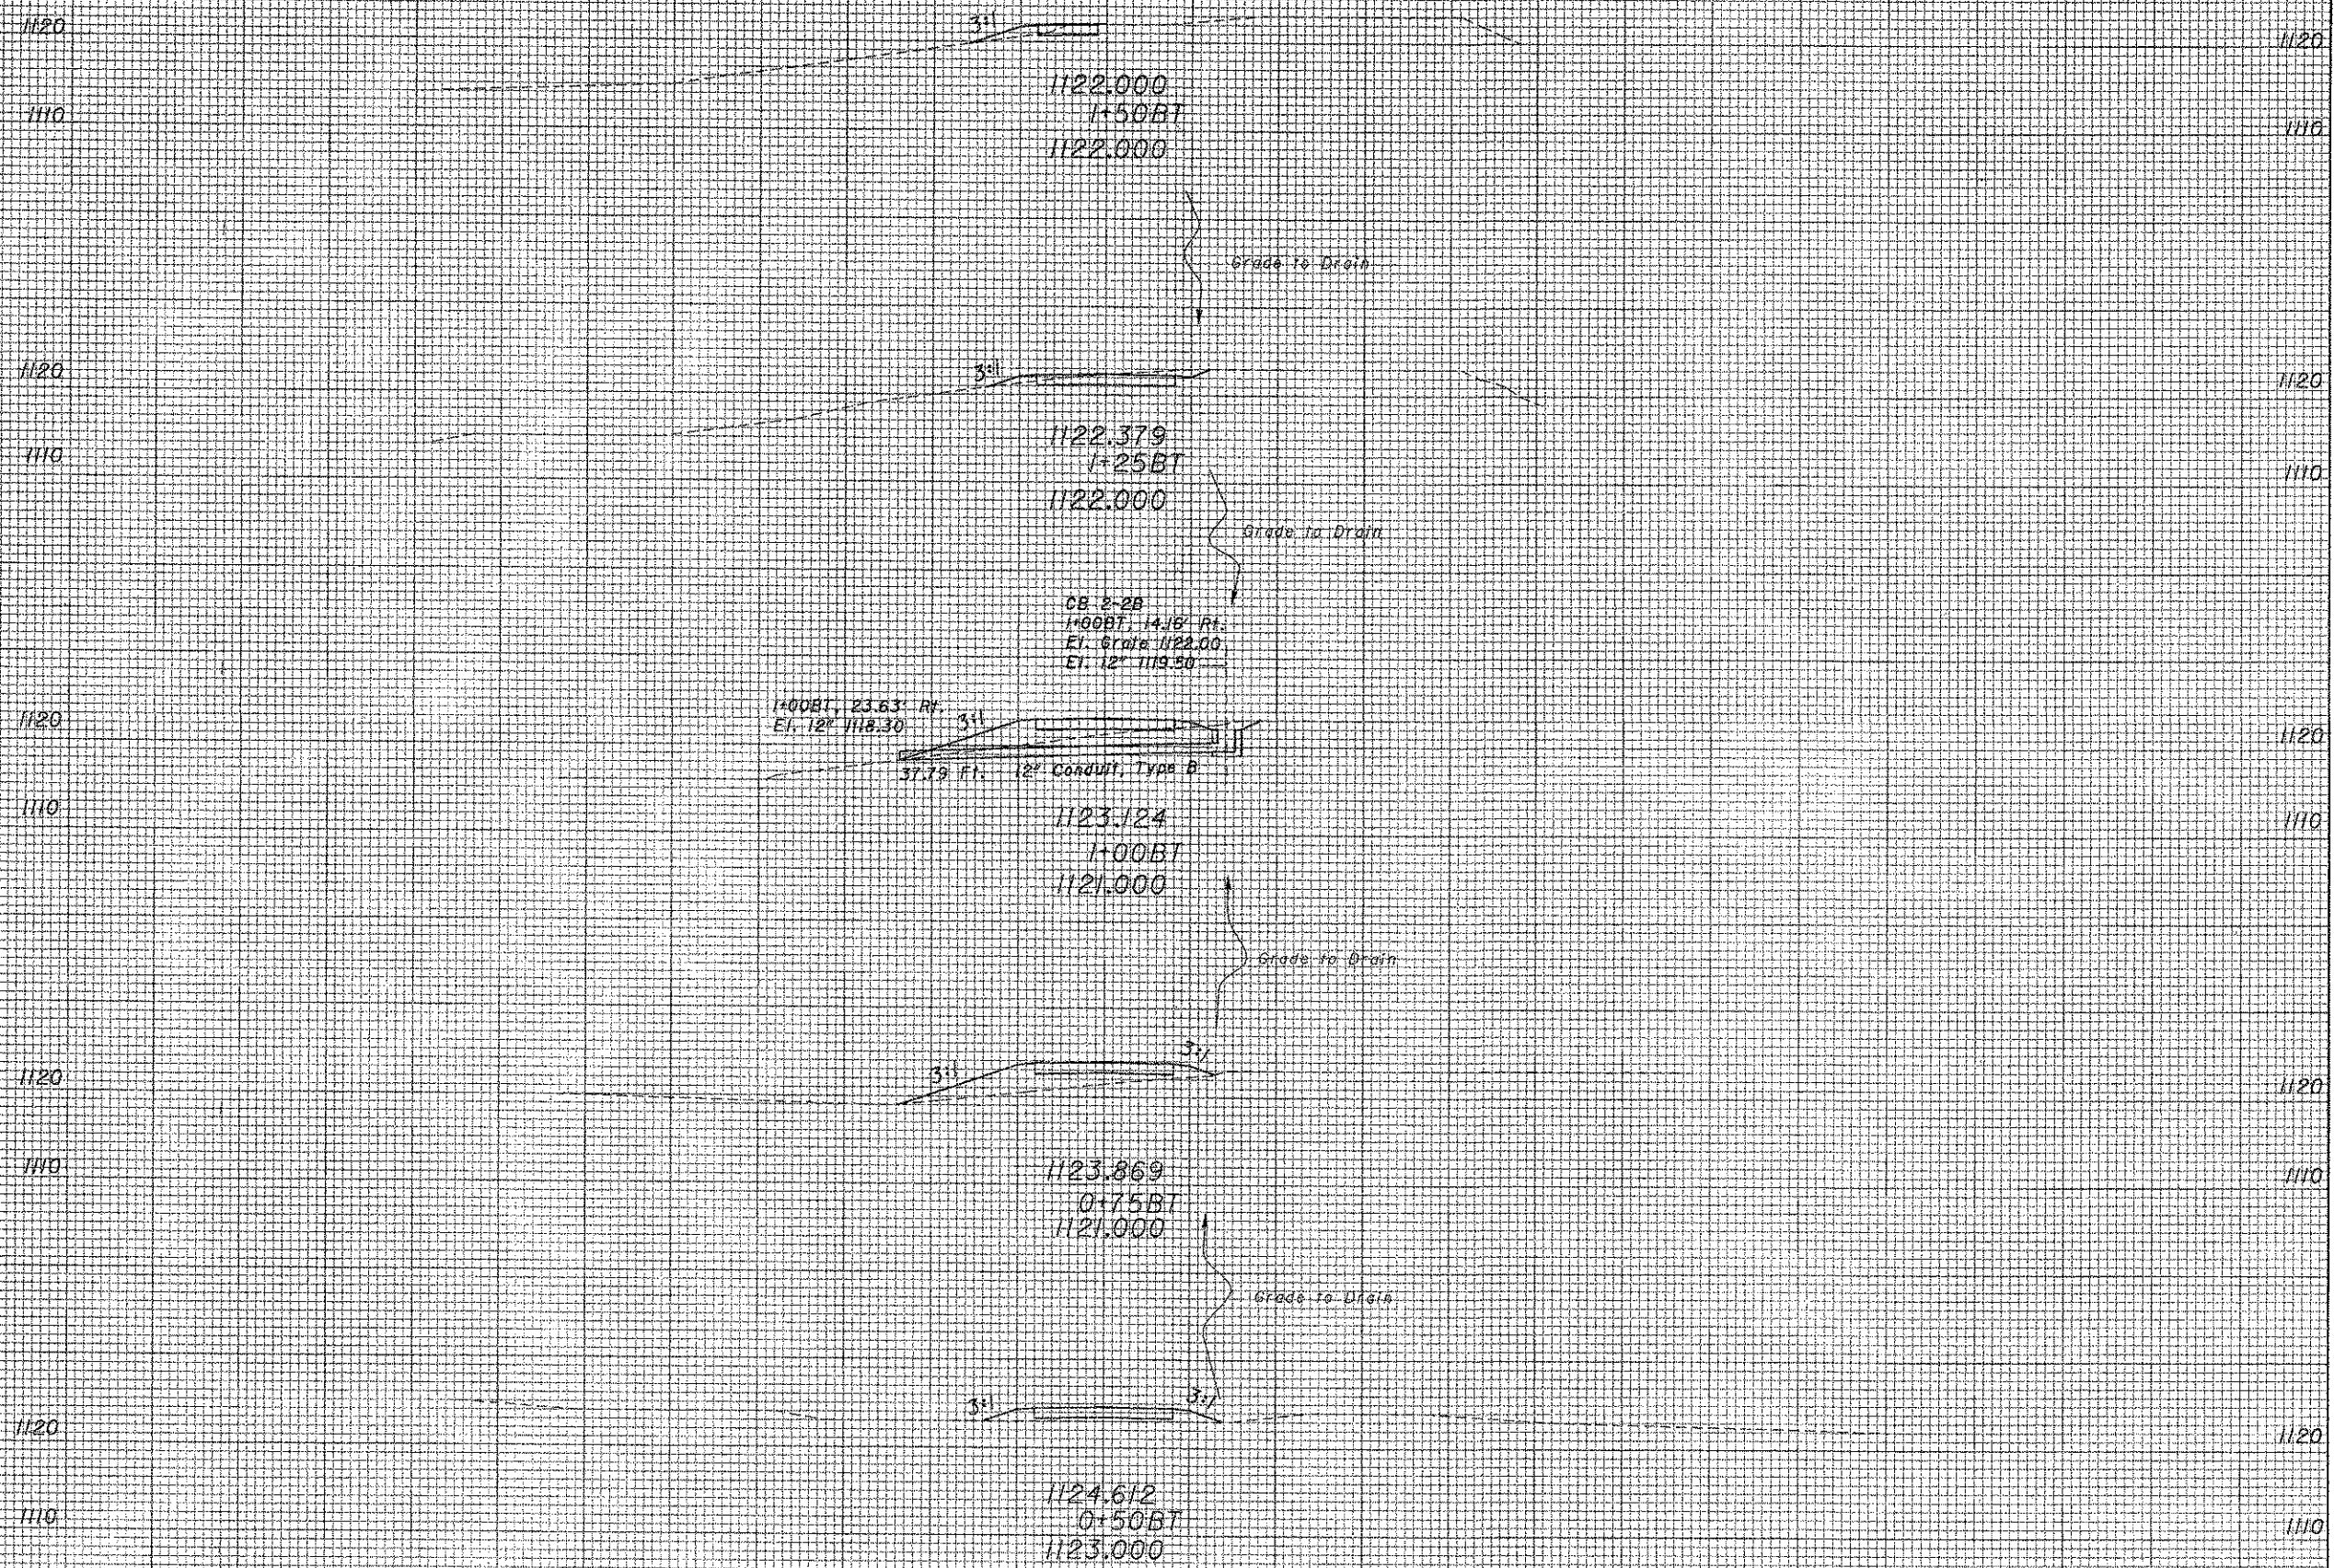 3:1
1120
1120
1122.000
1110
1+50BT
1110
1122.000
Grade to Drain
3:1
1120
1120
1122.379
1110
1+25BT
1110
1122.000
Grade to Drain
CB 2-2B
1+00BT, 14.16' Rt.
El. Grate 1122.00
El. 12" 1119.50
1+00BT, 23.63' Rt.
El. 12" 1118.30
3:1
1120
1120
37.79 Ft. 12" Conduit, Type B
1110
1123.124
1110
1+00BT
1121.000
Grade to Drain
3:1
3:1
1120
1120
1110
1123.869
1110
0+75BT
1121.000
Grade to Drain
3:1
3:1
1120
1120
1124.612
1110
0+50BT
1110
1123.000